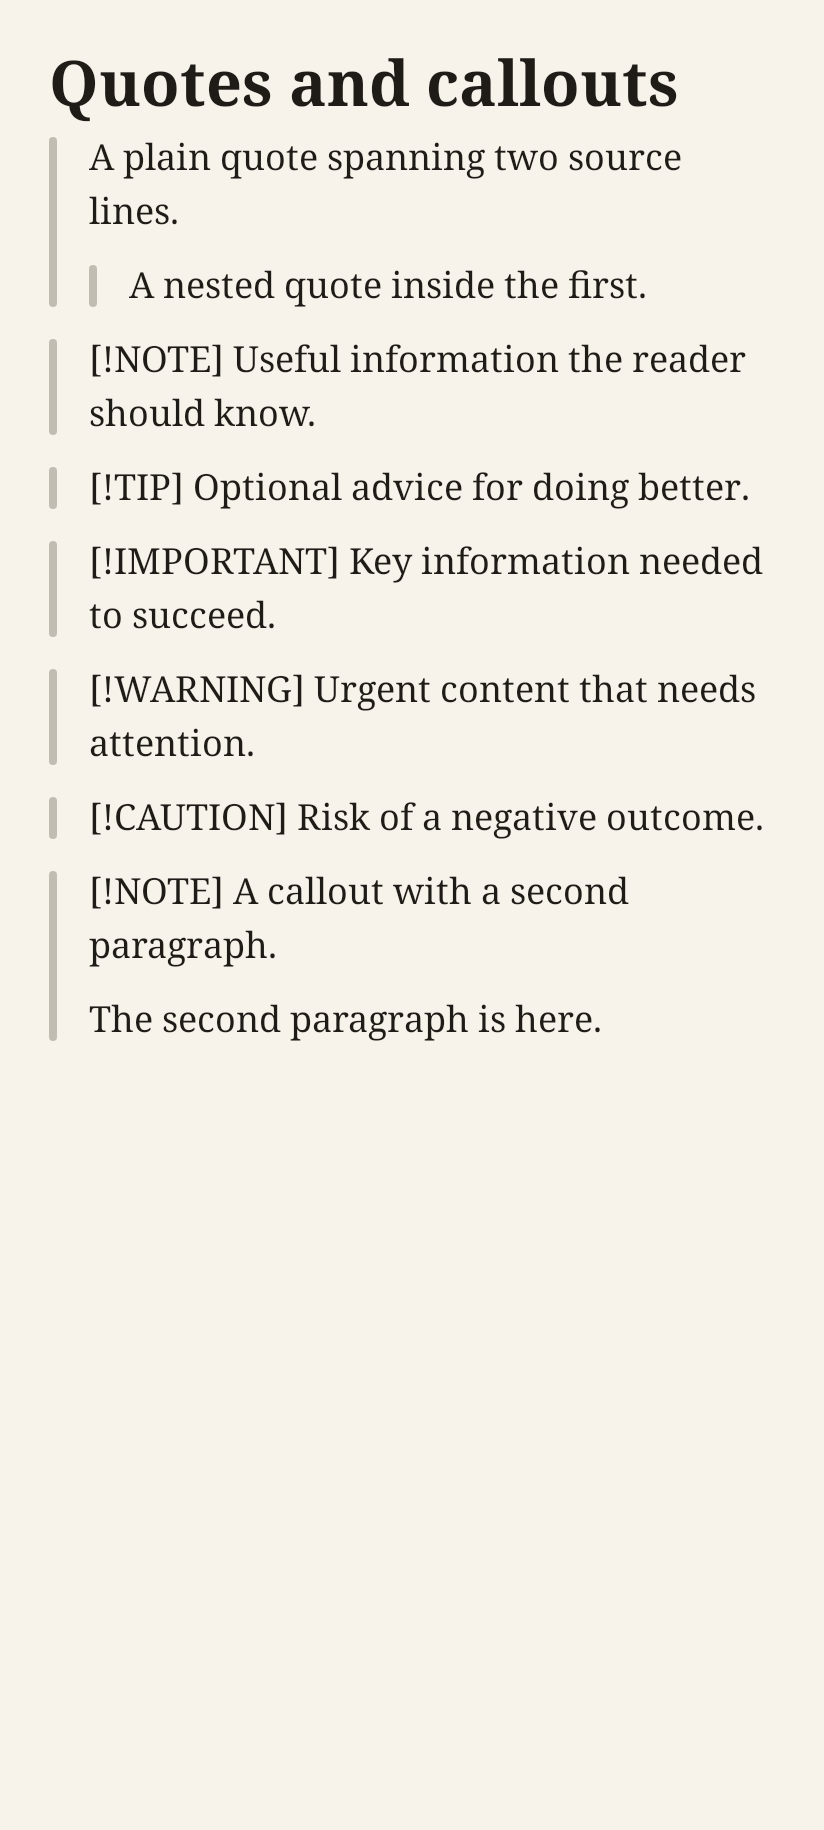 Quotes and callouts
A plain quote spanning two source
lines.
A nested quote inside the first.
[!NOTE] Useful information the reader
should know.
[!TIP] Optional advice for doing better.
[!IMPORTANT] Key information needed
to succeed.
[!WARNING] Urgent content that needs
attention.
[!CAUTION] Risk of a negative outcome.
[!NOTE] A callout with a second
paragraph.
The second paragraph is here.